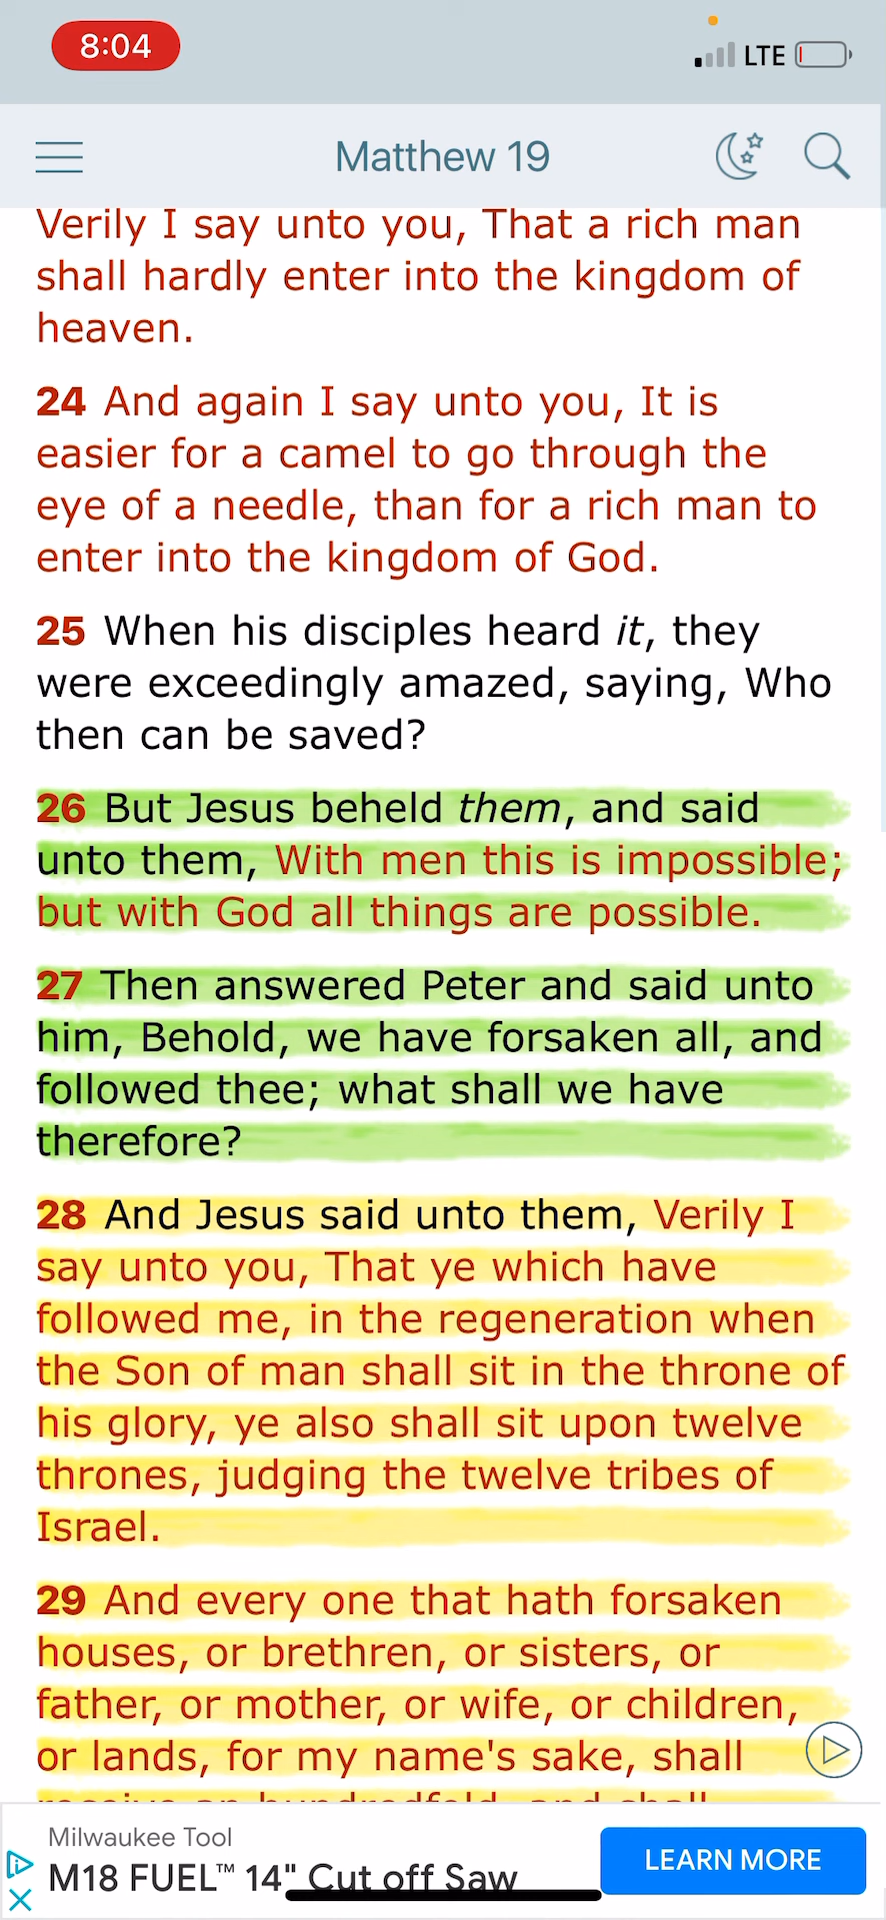 8:04
LTE
Matthew 19
Verily I say unto you, That a rich man
shall hardly enter into the kingdom of
heaven.
24 And again I say unto you, It is
easier for a camel to go through the
eye of a needle, than for a rich man to
enter into the kingdom of God.
25 When his disciples heard it, they
were exceedingly amazed, saying, Who
then can be saved?
26 But Jesus beheld them, and said
unto them, With men this is impossible;
but with God all things are possible.
27 Then answered Peter and said unto
him, Behold, we have forsaken all, and
followed thee; what shall we have
therefore?
28 And Jesus said unto them, Verily I
say unto you, That ye which have
followed me, in the regeneration when
the Son of man shall sit in the throne of
his glory, ye also shall sit upon twelve
thrones, judging the twelve tribes of
Israel.
29 And every one that hath forsaken
houses, or brethren, or sisters, or
father, or mother, or wife, or children,
or lands, for my name's sake, shall
receive an hundredfold, and shall
Milwaukee Tool
M18 FUEL™ 14" Cut off Saw
LEARN MORE